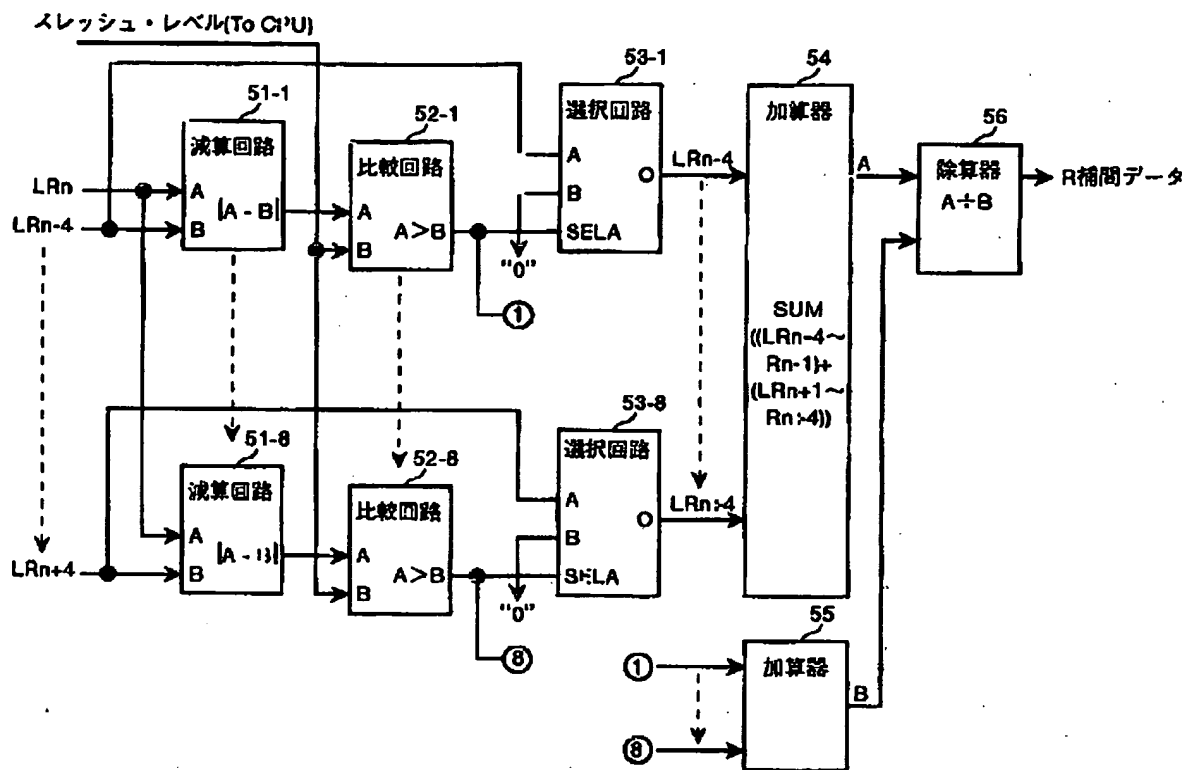 スレッシュ・レベル(To CPU)
51-1
減算回路
LRn
A
|A - B|
LRn-4
B
52-1
比較回路
A
A>B
B
①
53-1
選択回路
A
B
O
SELA
"0"
LRn-4
54
加算器
A
SUM
((LRn-4～
Rn-1)+
(LRn+1～
Rn+4))
56
除算器
A÷B
R補間データ
51-8
減算回路
A
|A - B|
LRn+4
B
52-8
比較回路
A
A>B
B
⑧
53-8
選択回路
A
B
O
SELA
"0"
LRn+4
55
加算器
①
⑧
B